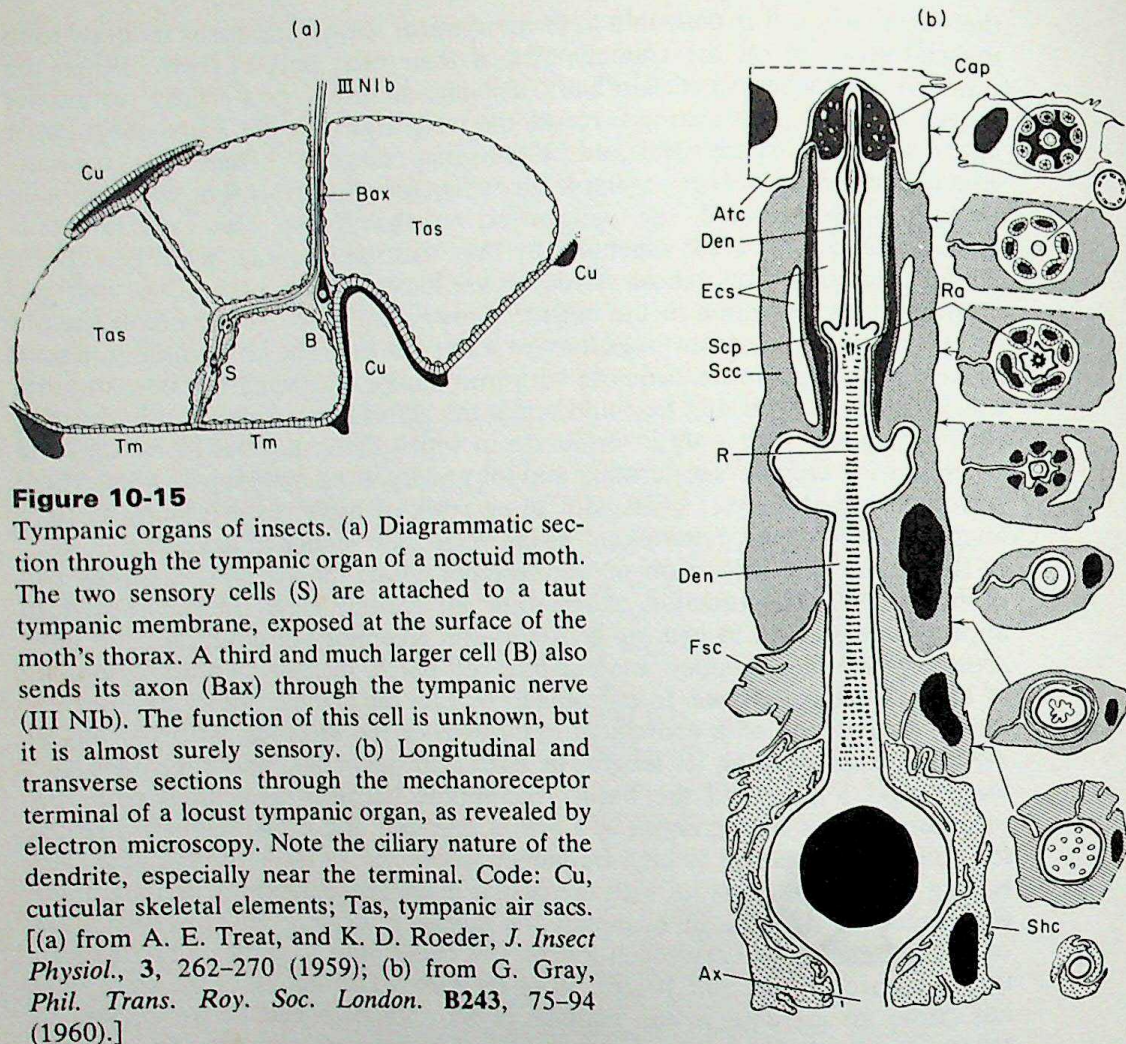 (a)
III NIb
Cu
Bax
Tas
Cu
Tas
B
Cu
S
Tm
Tm
Figure 10-15
Tympanic organs of insects. (a) Diagrammatic sec-
tion through the tympanic organ of a noctuid moth.
The two sensory cells (S) are attached to a taut
tympanic membrane, exposed at the surface of the
moth's thorax. A third and much larger cell (B) also
sends its axon (Bax) through the tympanic nerve
(III NIb). The function of this cell is unknown, but
it is almost surely sensory. (b) Longitudinal and
transverse sections through the mechanoreceptor
terminal of a locust tympanic organ, as revealed by
electron microscopy. Note the ciliary nature of the
dendrite, especially near the terminal. Code: Cu,
cuticular skeletal elements; Tas, tympanic air sacs.
[(a) from A. E. Treat, and K. D. Roeder, J. Insect
Physiol., 3, 262–270 (1959); (b) from G. Gray,
Phil. Trans. Roy. Soc. London. B243, 75–94
(1960).]
(b)
Cap
Atc
Den
Ecs
Ra
Scp
Scc
R
Den
Fsc
Shc
Ax